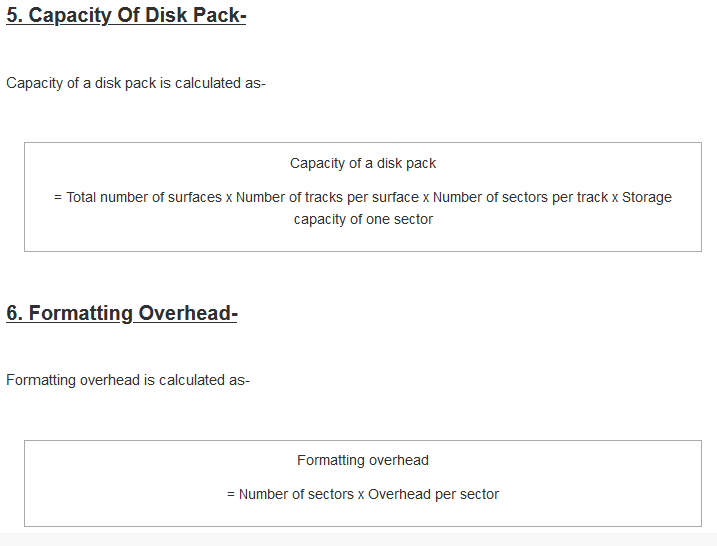 5. Capacity Of Disk Pack-
Capacity of a disk pack is calculated as-
Capacity of a disk pack
= Total number of surfaces x Number of tracks per surface x Number of sectors per track x Storage
capacity of one sector
6. Formatting Overhead-
Formatting overhead is calculated as-
Formatting overhead
= Number of sectors x Overhead per sector